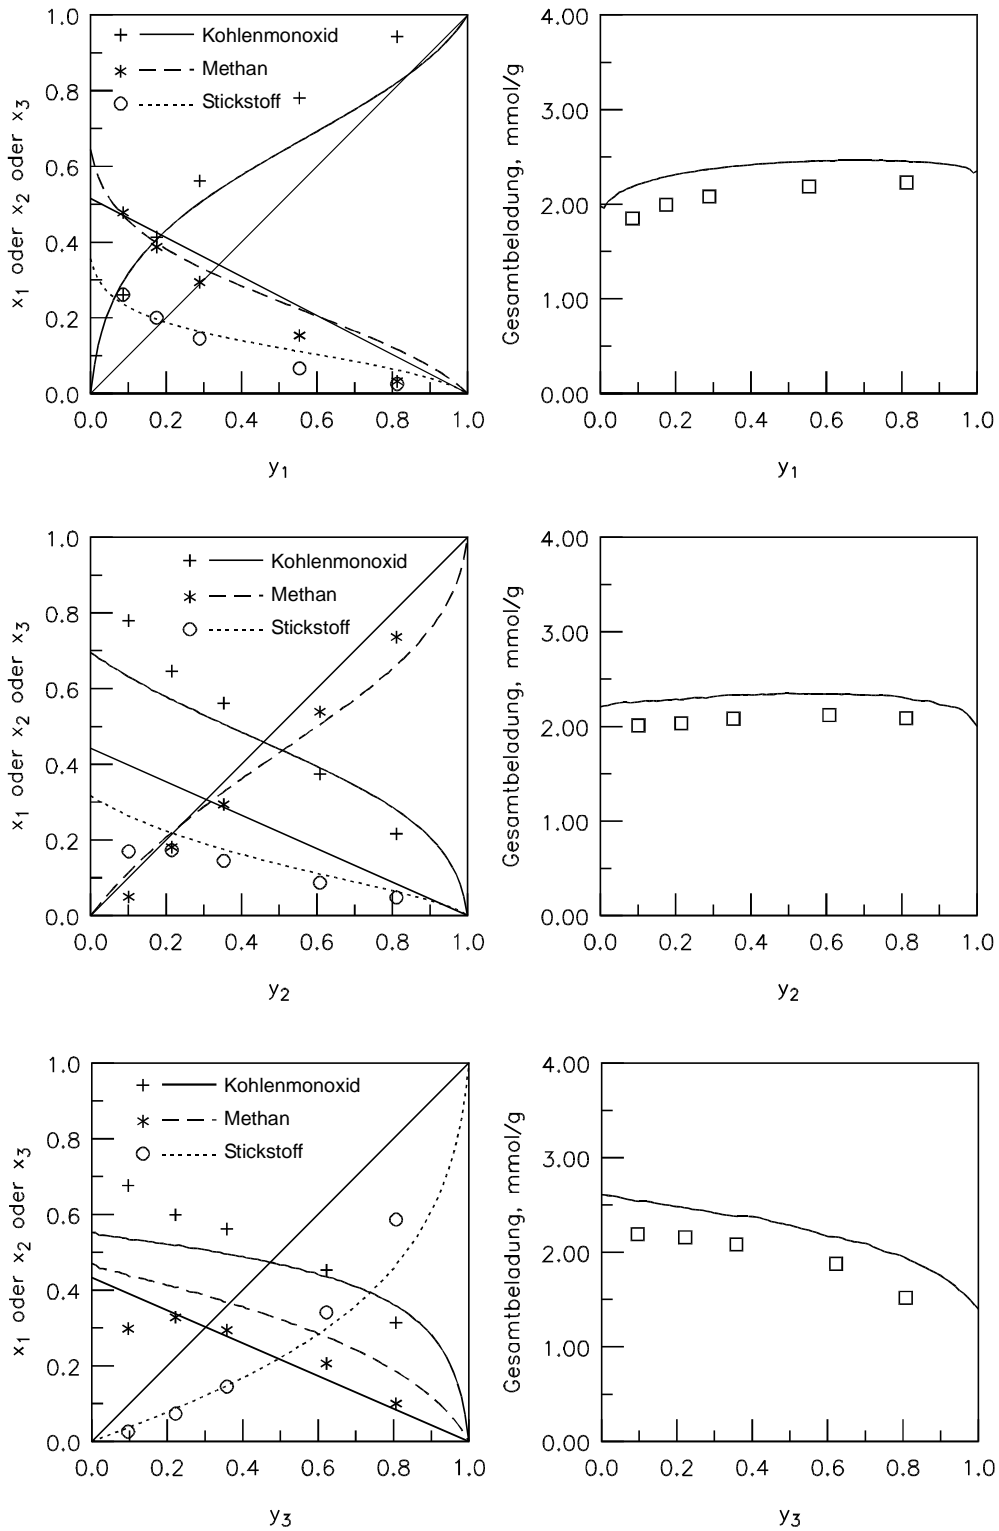 1.0
0.8
0.6
0.4
0.2
0.0
x1 oder x2 oder x3
Kohlenmonoxid
Methan
Stickstoff
0.0 0.2 0.4 0.6 0.8 1.0
y1
4.00
3.00
2.00
1.00
0.00
Gesamtbeladung, mmol/g
0.0 0.2 0.4 0.6 0.8 1.0
y1
1.0
0.8
0.6
0.4
0.2
0.0
x1 oder x2 oder x3
Kohlenmonoxid
Methan
Stickstoff
0.0 0.2 0.4 0.6 0.8 1.0
y2
4.00
3.00
2.00
1.00
0.00
Gesamtbeladung, mmol/g
0.0 0.2 0.4 0.6 0.8 1.0
y2
1.0
0.8
0.6
0.4
0.2
0.0
x1 oder x2 oder x3
Kohlenmonoxid
Methan
Stickstoff
0.0 0.2 0.4 0.6 0.8 1.0
y3
4.00
3.00
2.00
1.00
0.00
Gesamtbeladung, mmol/g
0.0 0.2 0.4 0.6 0.8 1.0
y3